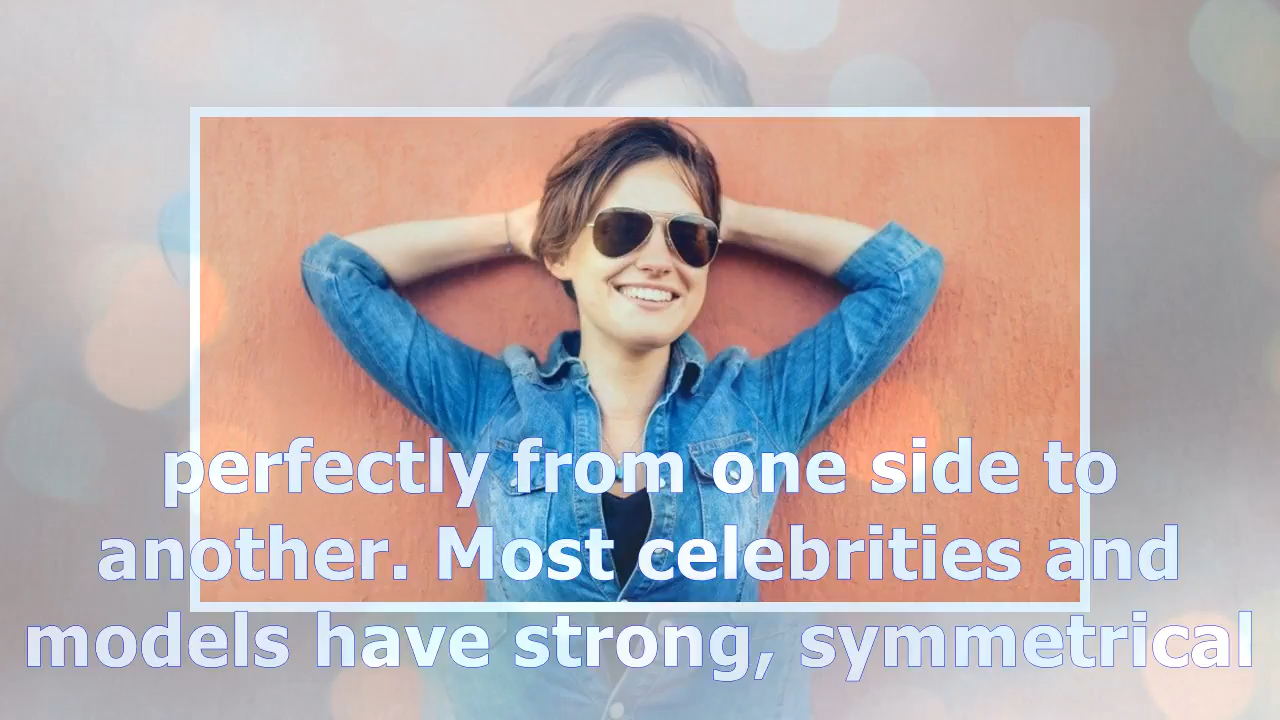 perfectly from one side to
another. Most celebrities and
models have strong, symmetrical